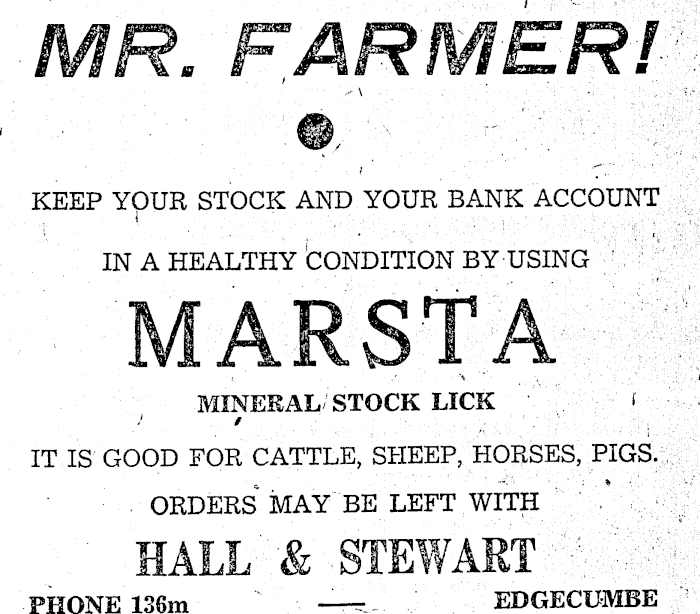 MR. FARMER!
KEEP YOUR STOCK AND YOUR BANK ACCOUNT
IN A HEALTHY CONDITION BY USING
MARSTA
MINERAL STOCK LICK
IT IS GOOD FOR CATTLE, SHEEP, HORSES, PIGS.
ORDERS MAY BE LEFT WITH
HALL & STEWART
PHONE 136m — EDGECUMBE